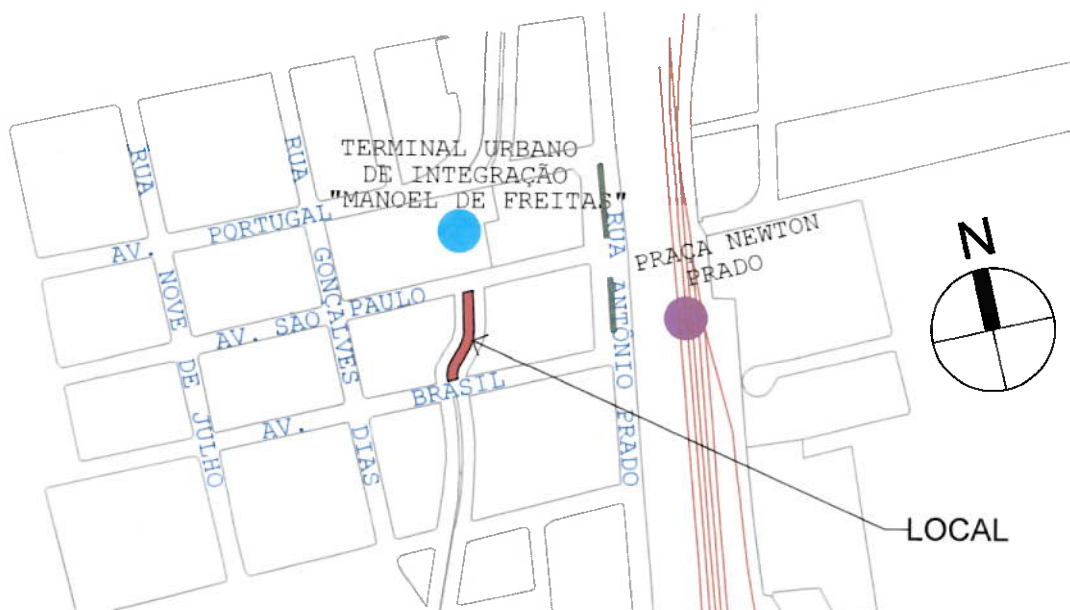 TERMINAL URBANO
DE INTEGRAÇÃO
"MANOEL DE FREITAS"
RUA
RUA
AV. PORTUGAL
NOVE DE JULHO
GONÇALVES DIAS
AV. SÃO PAULO
AV. BRASIL
RUA ANTÔNIO PRADO
PRAÇA NEWTON
PRADO
N
LOCAL